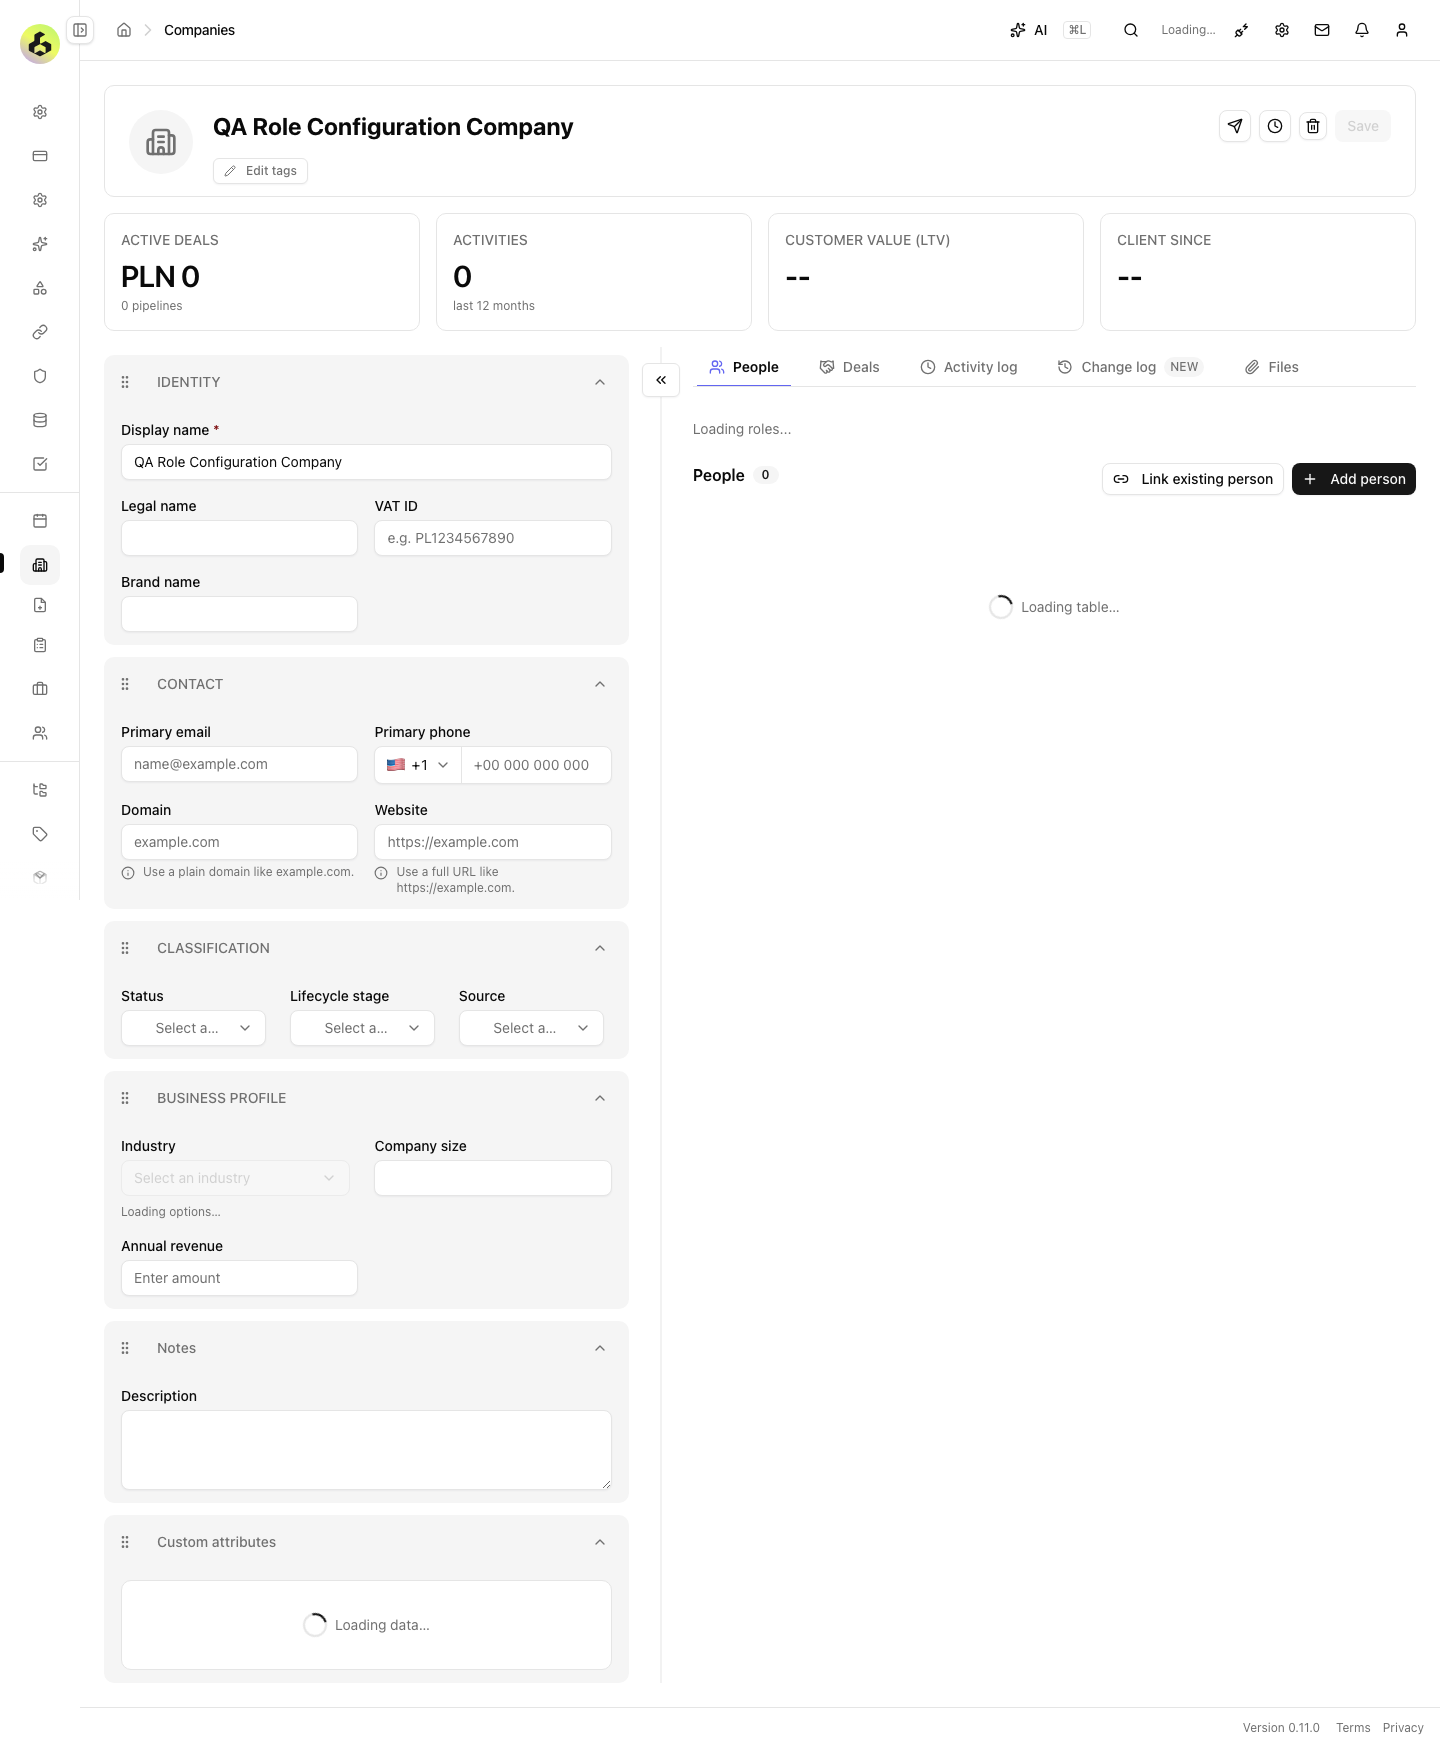 Companies
AI ⌘L
Loading...
QA Role Configuration Company
Save
Edit tags
ACTIVE DEALS
PLN 0
0 pipelines
ACTIVITIES
0
last 12 months
CUSTOMER VALUE (LTV)
--
CLIENT SINCE
--
IDENTITY
Display name *
QA Role Configuration Company
Legal name
VAT ID
e.g. PL1234567890
Brand name
CONTACT
Primary email
name@example.com
Primary phone
+1
+00 000 000 000
Domain
example.com
Use a plain domain like example.com.
Website
https://example.com
Use a full URL like
https://example.com.
CLASSIFICATION
Status
Select a...
Lifecycle stage
Select a...
Source
Select a...
BUSINESS PROFILE
Industry
Select an industry
Loading options...
Company size
Annual revenue
Enter amount
Notes
Description
Custom attributes
Loading data...
People
Deals
Activity log
Change log NEW
Files
Loading roles...
People 0
Link existing person
Add person
Loading table...
Version 0.11.0
Terms
Privacy